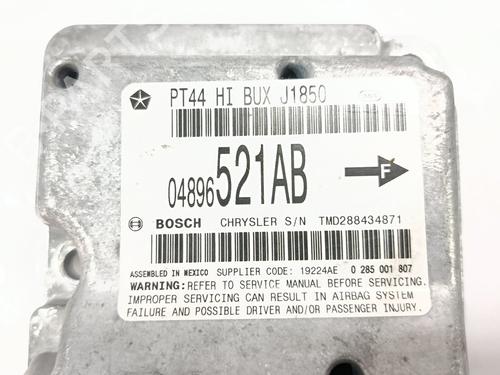 PT44 HI BUX J1850
04896521AB
F
BOSCH CHRYSLER S/N TMD288434871
ASSEMBLED IN MEXICO SUPPLIER CODE: 19224AE 0 285 001 807
WARNING: REFER TO SERVICE MANUAL BEFORE SERVICING.
IMPROPER SERVICING CAN RESULT IN AIRBAG SYSTEM
FAILURE AND POSSIBLE DRIVER AND/OR PASSENGER INJURY.